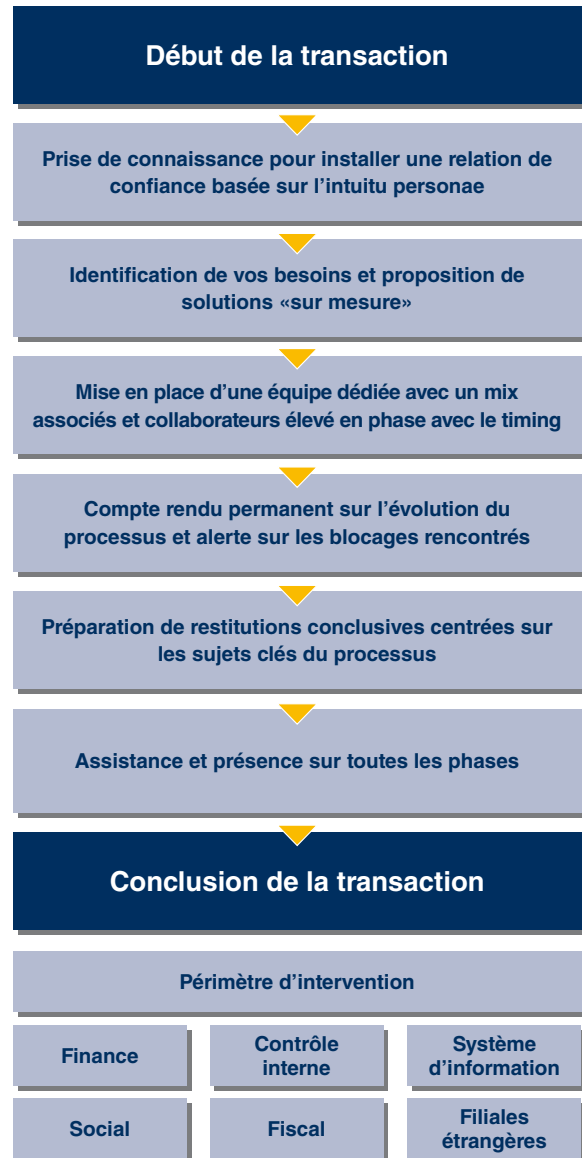 Début de la transaction
Prise de connaissance pour installer une relation de
confiance basée sur l’intuitu personae
Identification de vos besoins et proposition de
solutions «sur mesure»
Mise en place d’une équipe dédiée avec un mix
associés et collaborateurs élevé en phase avec le timing
Compte rendu permanent sur l’évolution du
processus et alerte sur les blocages rencontrés
Préparation de restitutions conclusives centrées sur
les sujets clés du processus
Assistance et présence sur toutes les phases
Conclusion de la transaction
Périmètre d’intervention
Finance
Contrôle
interne
Système
d’information
Social
Fiscal
Filiales
étrangères